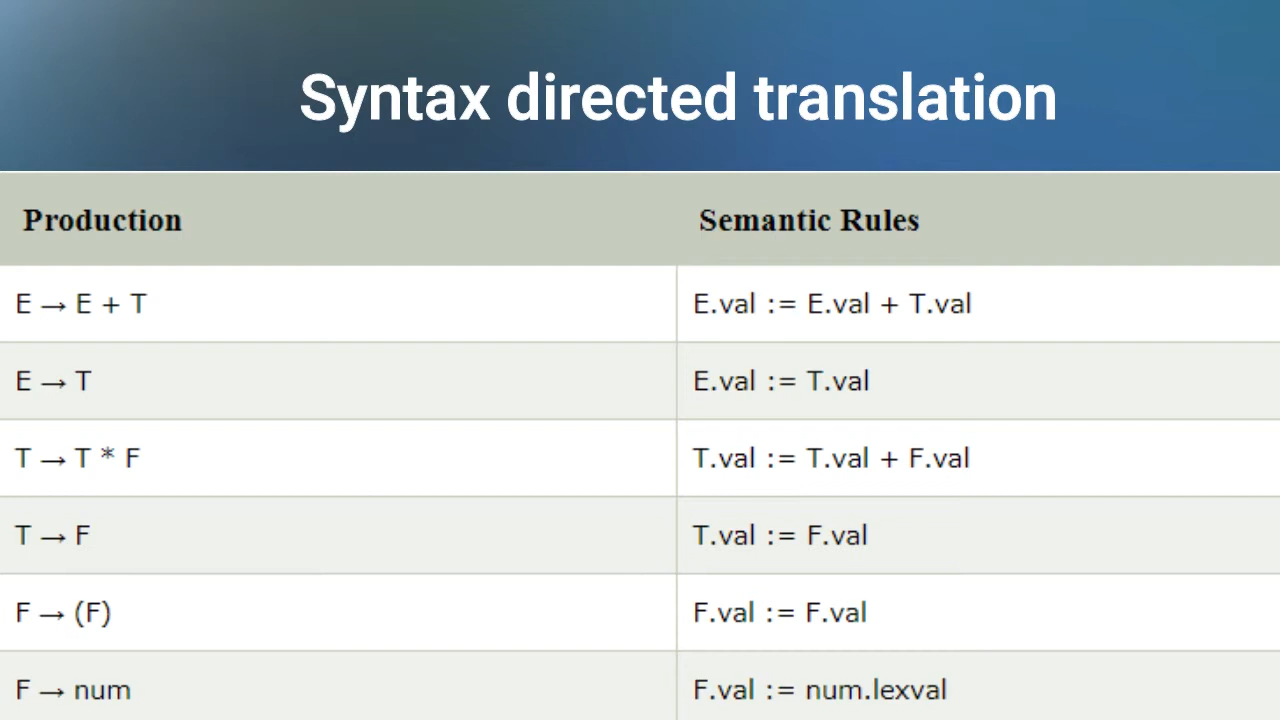 Syntax directed translation
Production Semantic Rules
E → E + T E.val := E.val + T.val
E → T E.val := T.val
T → T * F T.val := T.val + F.val
T → F T.val := F.val
F → (F) F.val := F.val
F → num F.val := num.lexval